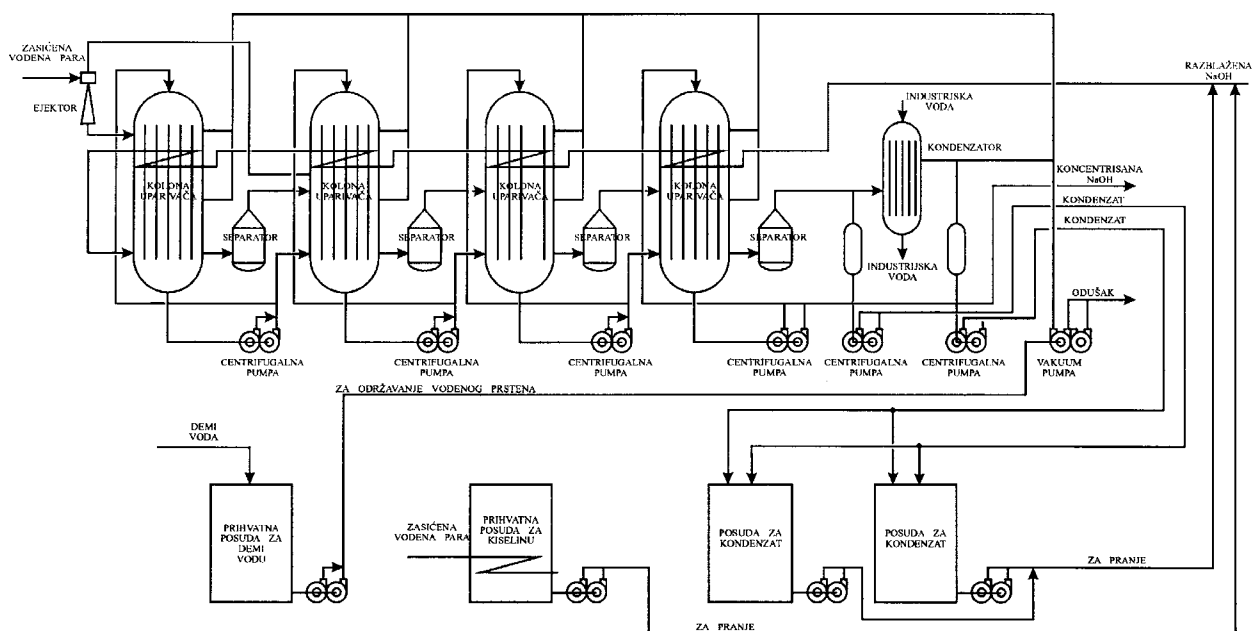 ZASIĆENA
VODENA PARA
EJEKTOR
KOLONA
UPARIVAČA
SEPARATOR
KOLONA
UPARIVAČA
SEPARATOR
KOLONA
UPARIVAČA
SEPARATOR
KOLONA
UPARIVAČA
SEPARATOR
INDUSTRIJSKA
VODA
KONDENZATOR
INDUSTRIJSKA
VODA
RAZBLAŽENA
NaOH
KONCENTRISANA
NaOH
KONDENZAT
KONDENZAT
ODUŠAK
CENTRIFUGALNA
PUMPA
CENTRIFUGALNA
PUMPA
CENTRIFUGALNA
PUMPA
CENTRIFUGALNA
PUMPA
CENTRIFUGALNA
PUMPA
CENTRIFUGALNA
PUMPA
VAKUUM
PUMPA
ZA ODRŽAVANJE VODENOG PRSTENA
DEMI
VODA
PRIHVATNA
POSUDA ZA
DEMI
VODU
ZASIĆENA
VODENA PARA
PRIHVATNA
POSUDA ZA
KISELINU
POSUDA ZA
KONDENZAT
POSUDA ZA
KONDENZAT
ZA PRANJE
ZA PRANJE